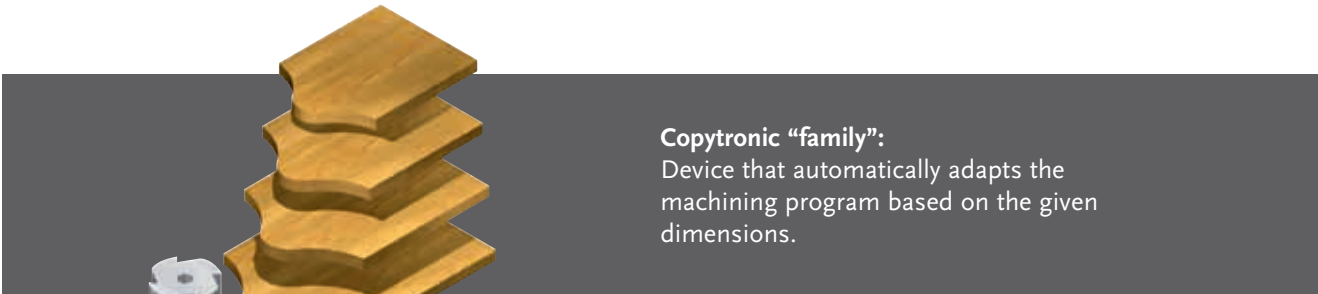 Copytronic “family”:
Device that automatically adapts the
machining program based on the given
dimensions.